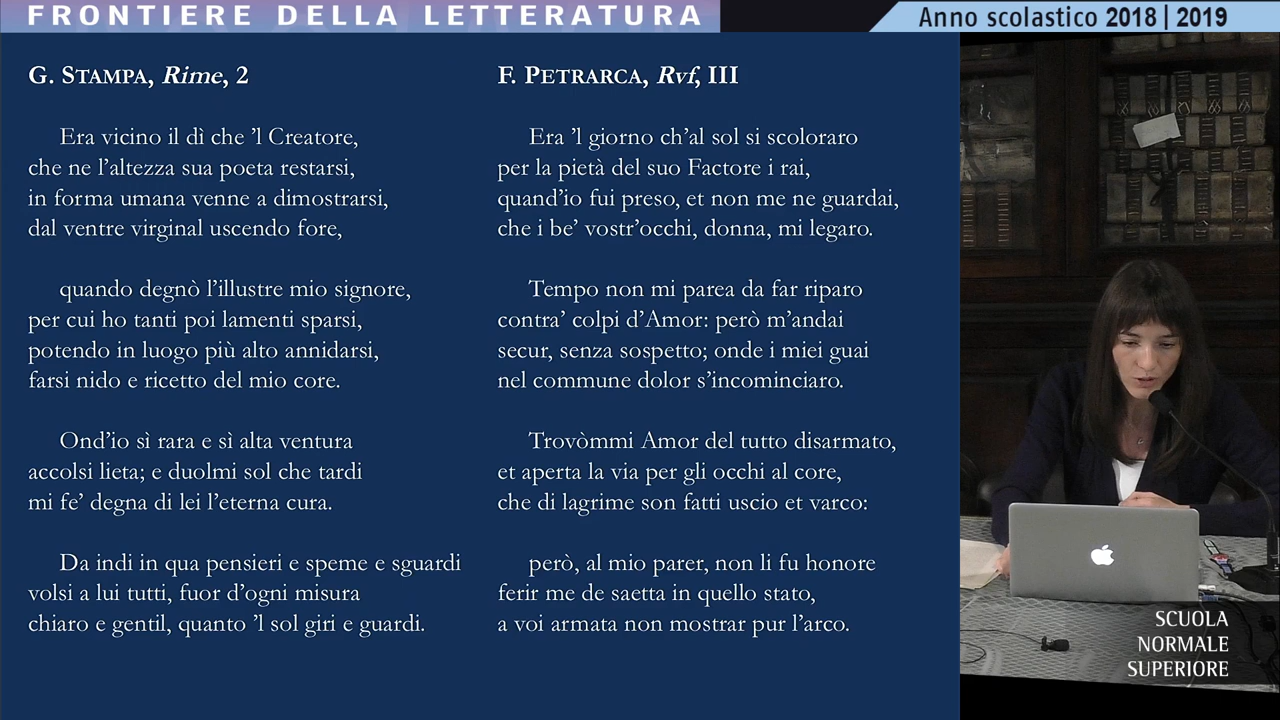 FRONTIERE DELLA LETTERATURA
Anno scolastico 2018 | 2019
G. STAMPA, Rime, 2
Era vicino il dì che ’l Creatore,
che ne l’altezza sua poeta restarsi,
in forma umana venne a dimostrarsi,
dal ventre virginal uscendo fore,
quando degnò l’illustre mio signore,
per cui ho tanti poi lamenti sparsi,
potendo in luogo più alto annidarsi,
farsi nido e ricetto del mio core.
Ond’io sì rara e sì alta ventura
accolsi lieta; e duolmi sol che tardi
mi fe’ degna di lei l’eterna cura.
Da indi in qua pensieri e speme e sguardi
volsi a lui tutti, fuor d’ogni misura
chiaro e gentil, quanto ’l sol giri e guardi.
F. PETRARCA, Rvf, III
Era ’l giorno ch’al sol si scoloraro
per la pietà del suo Factore i rai,
quand’io fui preso, et non me ne guardai,
che i be’ vostr’occhi, donna, mi legaro.
Tempo non mi parea da far riparo
contra’ colpi d’Amor: però m’andai
secur, senza sospetto; onde i miei guai
nel commune dolor s’incominciaro.
Trovòmmi Amor del tutto disarmato,
et aperta la via per gli occhi al core,
che di lagrime son fatti uscio et varco:
però, al mio parer, non li fu honore
ferir me de saetta in quello stato,
a voi armata non mostrar pur l’arco.
SCUOLA
NORMALE
SUPERIORE